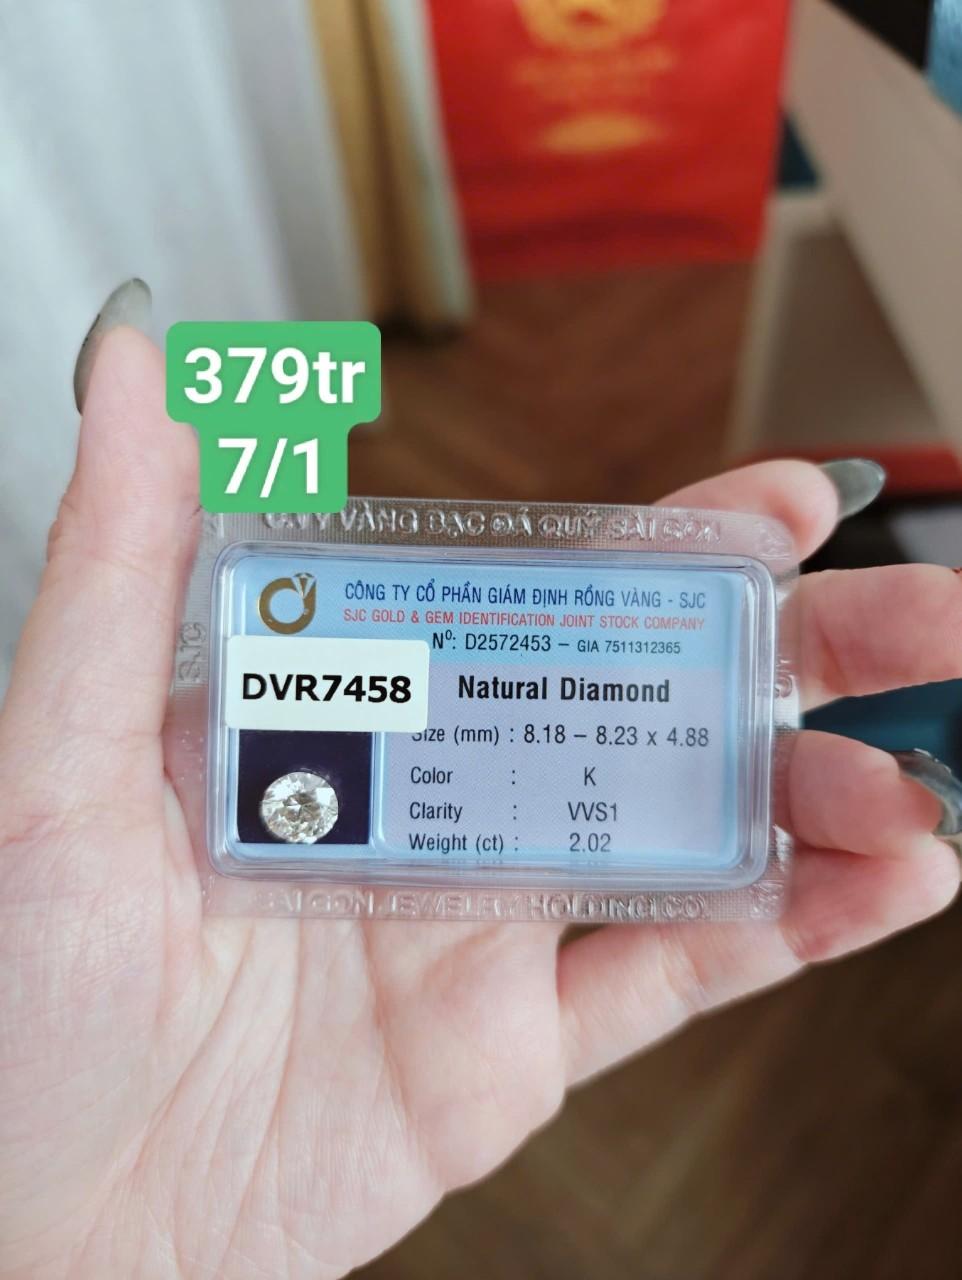 379tr
7/1
CTY VÀNG BẠC ĐÁ QUÝ SÀI GÒN
CÔNG TY CỔ PHẦN GIÁM ĐỊNH RỒNG VÀNG - SJC
SJC GOLD & GEM IDENTIFICATION JOINT STOCK COMPANY
Nº: D2572453 – GIA 7511312365
DVR7458
Natural Diamond
Size (mm) : 8.18 – 8.23 x 4.88
Color : K
Clarity : VVS1
Weight (ct) : 2.02
SAI GON JEWELRY HOLDING CO.
SJC